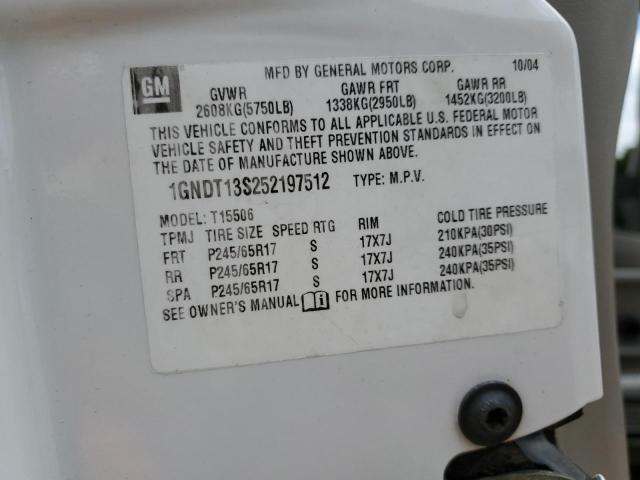 GM
MFD BY GENERAL MOTORS CORP. 10/04
GVWR GAWR FRT GAWR RR
2608KG(5750LB) 1338KG(2950LB) 1452KG(3200LB)
THIS VEHICLE CONFORMS TO ALL APPLICABLE U.S. FEDERAL MOTOR
VEHICLE SAFETY AND THEFT PREVENTION STANDARDS IN EFFECT ON
THE DATE OF MANUFACTURE SHOWN ABOVE.
1GNDT13S252197512 TYPE: M.P.V.
MODEL: T15506
TPMJ TIRE SIZE SPEED RTG RIM COLD TIRE PRESSURE
FRT P245/65R17 S 17X7J 210KPA(30PSI)
RR P245/65R17 S 17X7J 240KPA(35PSI)
SPA P245/65R17 S 17X7J 240KPA(35PSI)
SEE OWNER'S MANUAL FOR MORE INFORMATION.